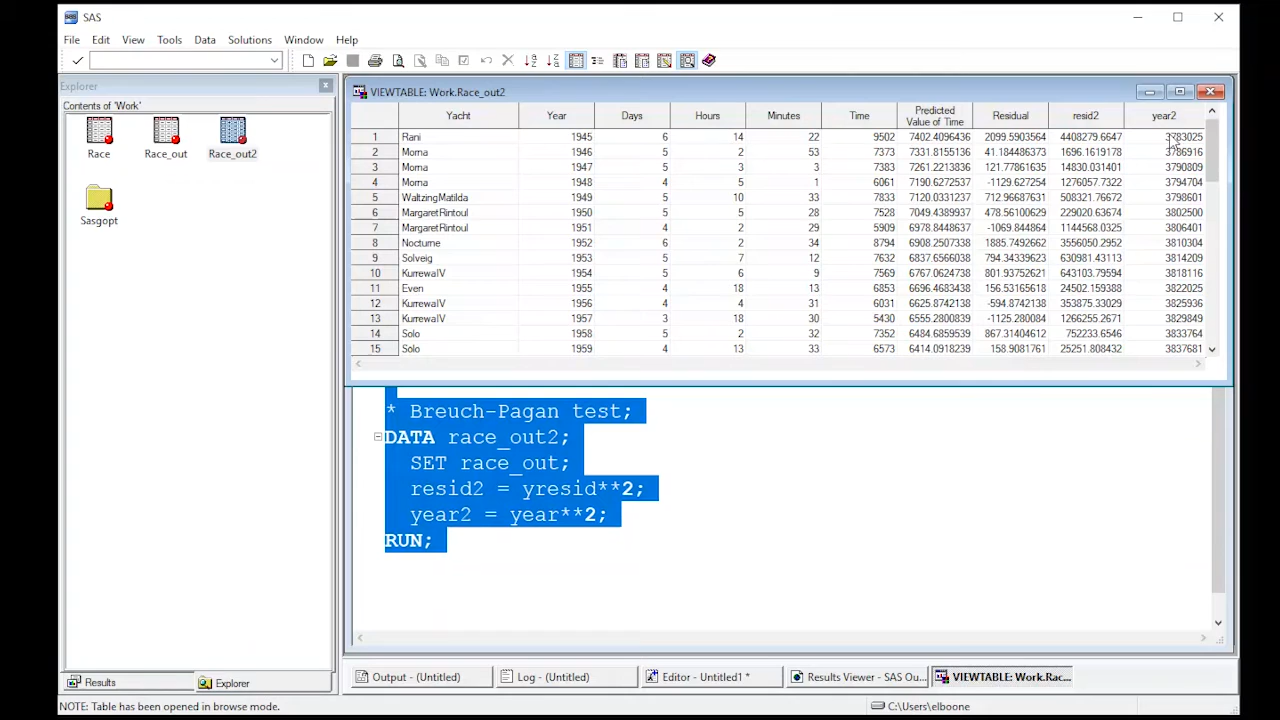 SAS
File Edit View Tools Data Solutions Window Help
Explorer
Contents of 'Work'
Race Race_out Race_out2
Sasgopt
VIEWTABLE: Work.Race_out2
Yacht Year Days Hours Minutes Time Predicted Value of Time Residual resid2 year2
1 Rani 1945 6 14 22 9502 7402.4096436 2099.5903564 4408279.6647 3783025
2 Morna 1946 5 2 53 7373 7331.8155136 41.184486373 1696.1619178 3786916
3 Morna 1947 5 3 3 7383 7261.2213836 121.77861635 14830.031401 3790809
4 Morna 1948 4 5 1 6061 7190.6272537 -1129.627254 1276057.7322 3794704
5 WaltzingMatilda 1949 5 10 33 7833 7120.0331237 712.96687631 508321.76672 3798601
6 MargaretRintoul 1950 5 5 28 7528 7049.4389937 478.56100629 229020.63674 3802500
7 MargaretRintoul 1951 4 2 29 5909 6978.8448637 -1069.844864 1144568.0325 3806401
8 Nocturne 1952 6 2 34 8794 6908.2507338 1885.7492662 3556050.2952 3810304
9 Solveig 1953 5 7 12 7632 6837.6566038 794.34339623 630981.43113 3814209
10 KurrewaIV 1954 5 6 9 7569 6767.0624738 801.93752621 643103.79594 3818116
11 Even 1955 4 18 13 6853 6696.4683438 156.53165618 24502.159388 3822025
12 KurrewaIV 1956 4 4 31 6031 6625.8742138 -594.8742138 353875.33029 3825936
13 KurrewaIV 1957 3 18 30 5430 6555.2800839 -1125.280084 1266255.2671 3829849
14 Solo 1958 5 2 32 7352 6484.6859539 867.31404612 752233.6546 3833764
15 Solo 1959 4 13 33 6573 6414.0918239 158.9081761 25251.808432 3837681
* Breuch-Pagan test;
DATA race_out2;
SET race_out;
resid2 = yresid**2;
year2 = year**2;
RUN;
Results Explorer
Output - (Untitled) Log - (Untitled) Editor - Untitled1 * Results Viewer - SAS Ou... VIEWTABLE: Work.Rac...
NOTE: Table has been opened in browse mode. C:\Users\elboone